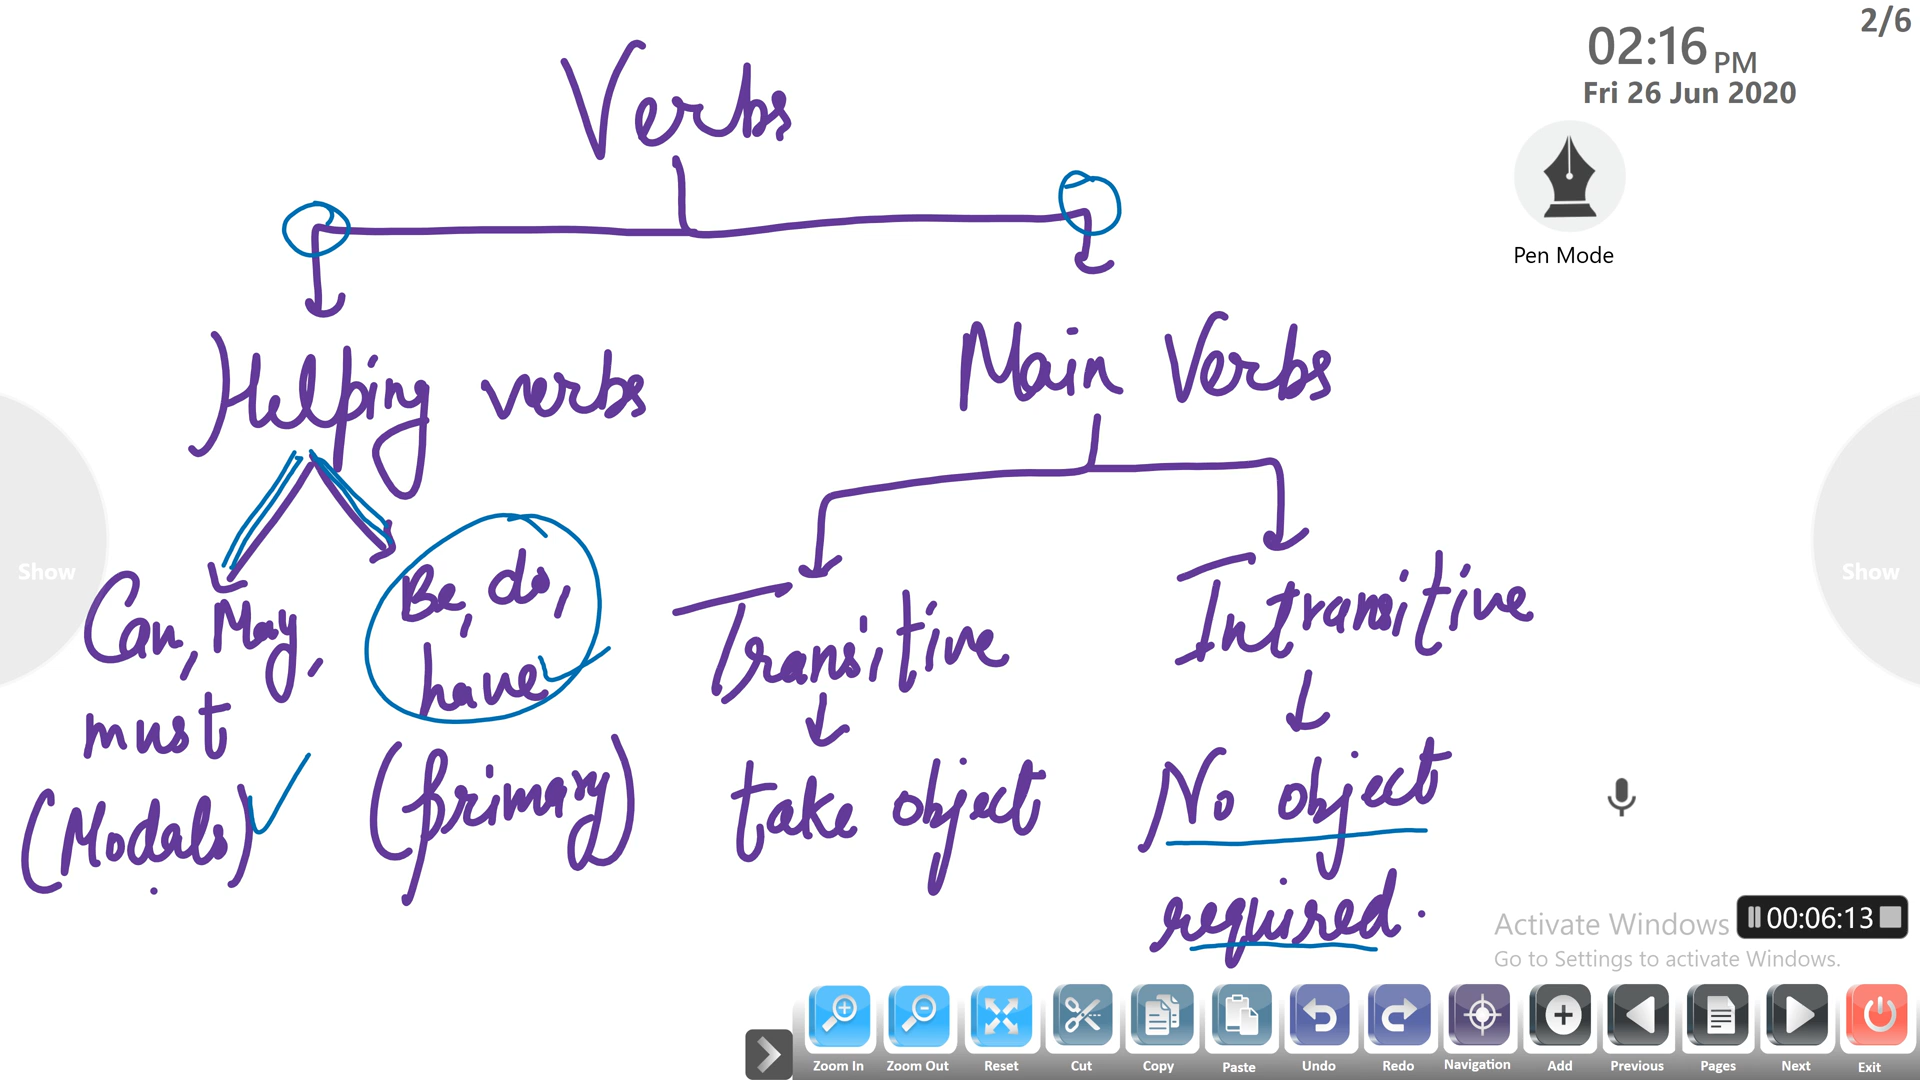 2/6
02:16 PM
Fri 26 Jun 2020
Pen Mode
Verbs
Helping verbs
Main Verbs
Can, May,
must
(Modals)
Be, do,
have
(primary)
Transitive
take object
Intransitive
No object
required.
Show
Show
Activate Windows
Go to Settings to activate Windows.
00:06:13
Zoom In
Zoom Out
Reset
Cut
Copy
Paste
Undo
Redo
Navigation
Add
Previous
Pages
Next
Exit